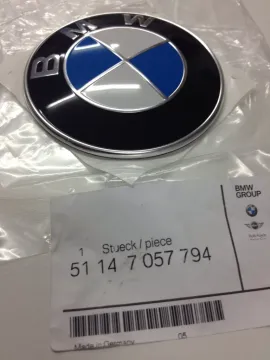 BMW
BMW
GROUP
1 Stueck / piece
51 14 7 057 794
Made in Germany
05